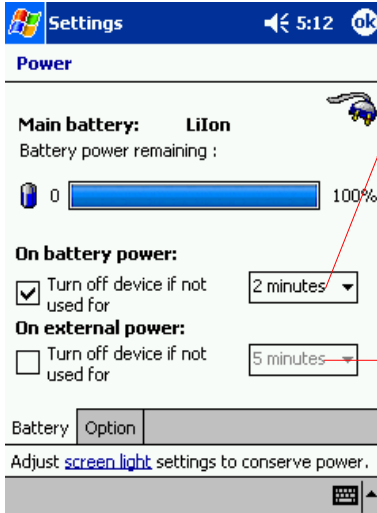 Settings 5:12 ok
Power
Main battery: LiIon
Battery power remaining :
0 100%
On battery power:
Turn off device if not used for 2 minutes
On external power:
Turn off device if not used for 5 minutes
Battery Option
Adjust screen light settings to conserve power.